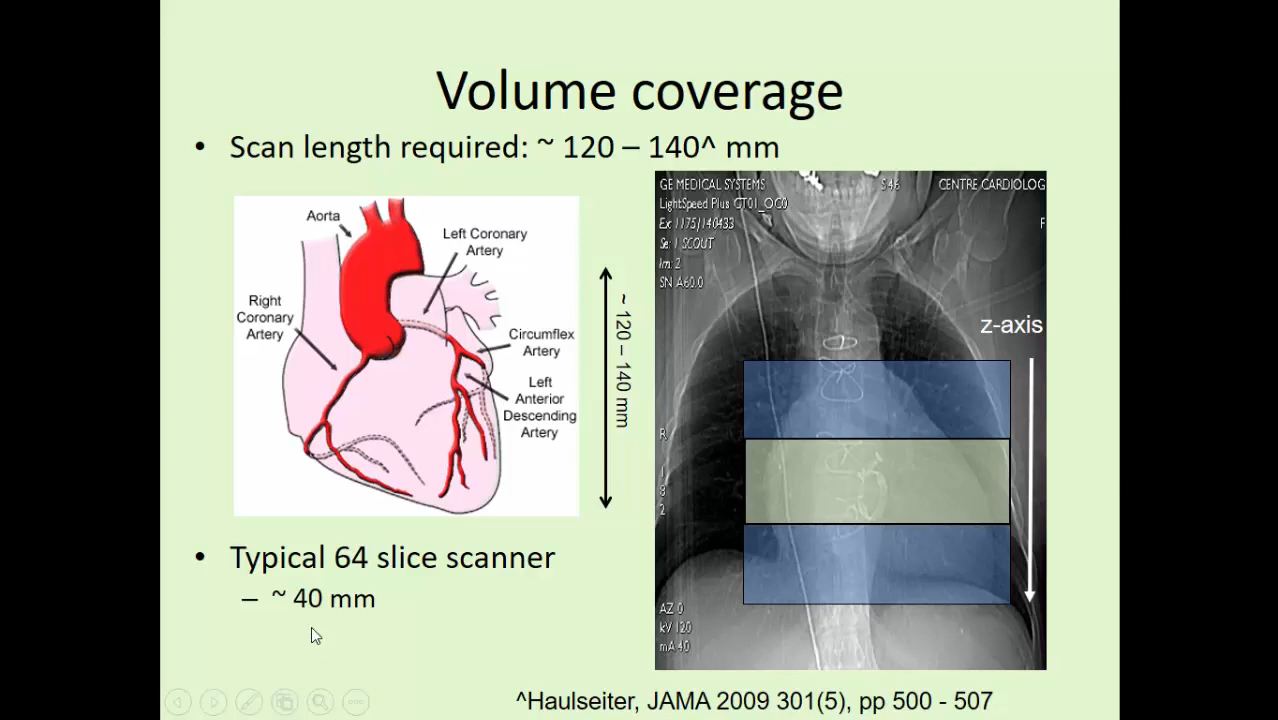 Volume coverage
• Scan length required: ~ 120 – 140^ mm
Aorta
Left Coronary
Artery
Right
Coronary
Artery
Circumflex
Artery
Left
Anterior
Descending
Artery
~ 120 – 140 mm
GE MEDICAL SYSTEMS
S 46
CENTRE CARDIOLOG
LightSpeed Plus CT01_OC0
Ex: 1175/140433
F
Se: 1 SCOUT
Im: 2
SN A60.0
z-axis
R
1
8
2
AZ 0
kV 120
mA 40
• Typical 64 slice scanner
– ~ 40 mm
^Haulseiter, JAMA 2009 301(5), pp 500 - 507